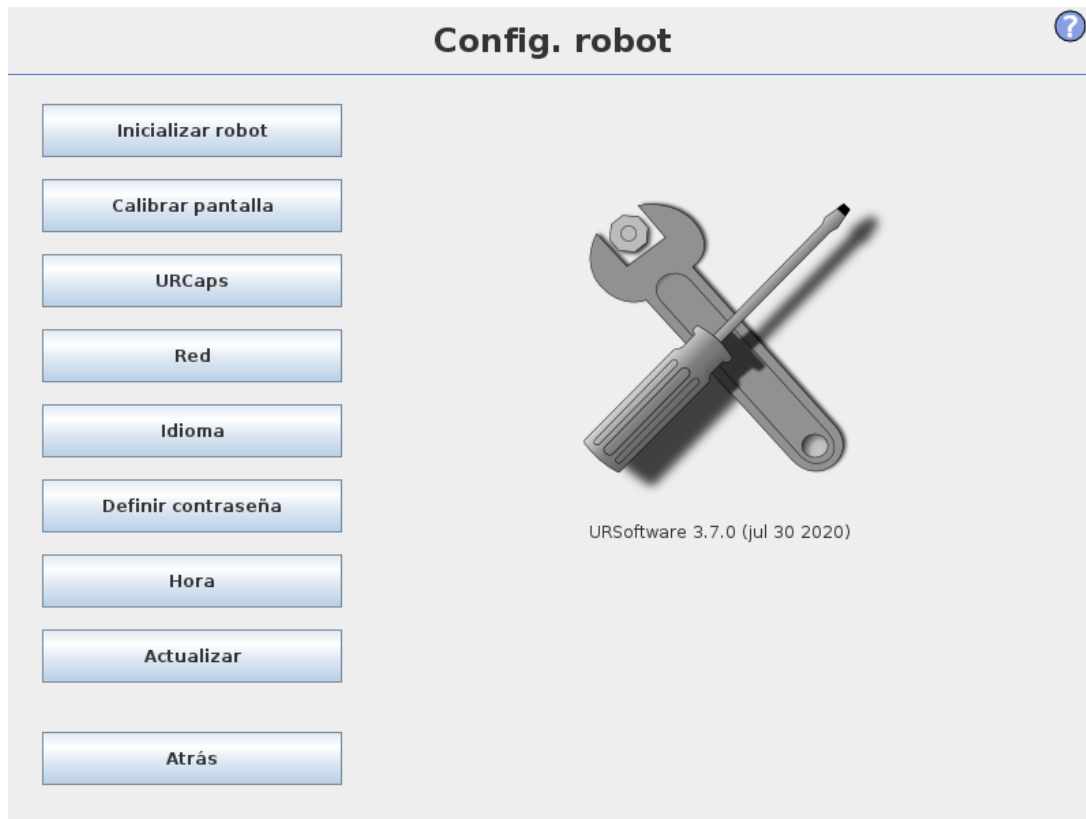 Config. robot
?
Inicializar robot
Calibrar pantalla
URCaps
Red
Idioma
Definir contraseña
Hora
Actualizar
Atrás
URSoftware 3.7.0 (jul 30 2020)